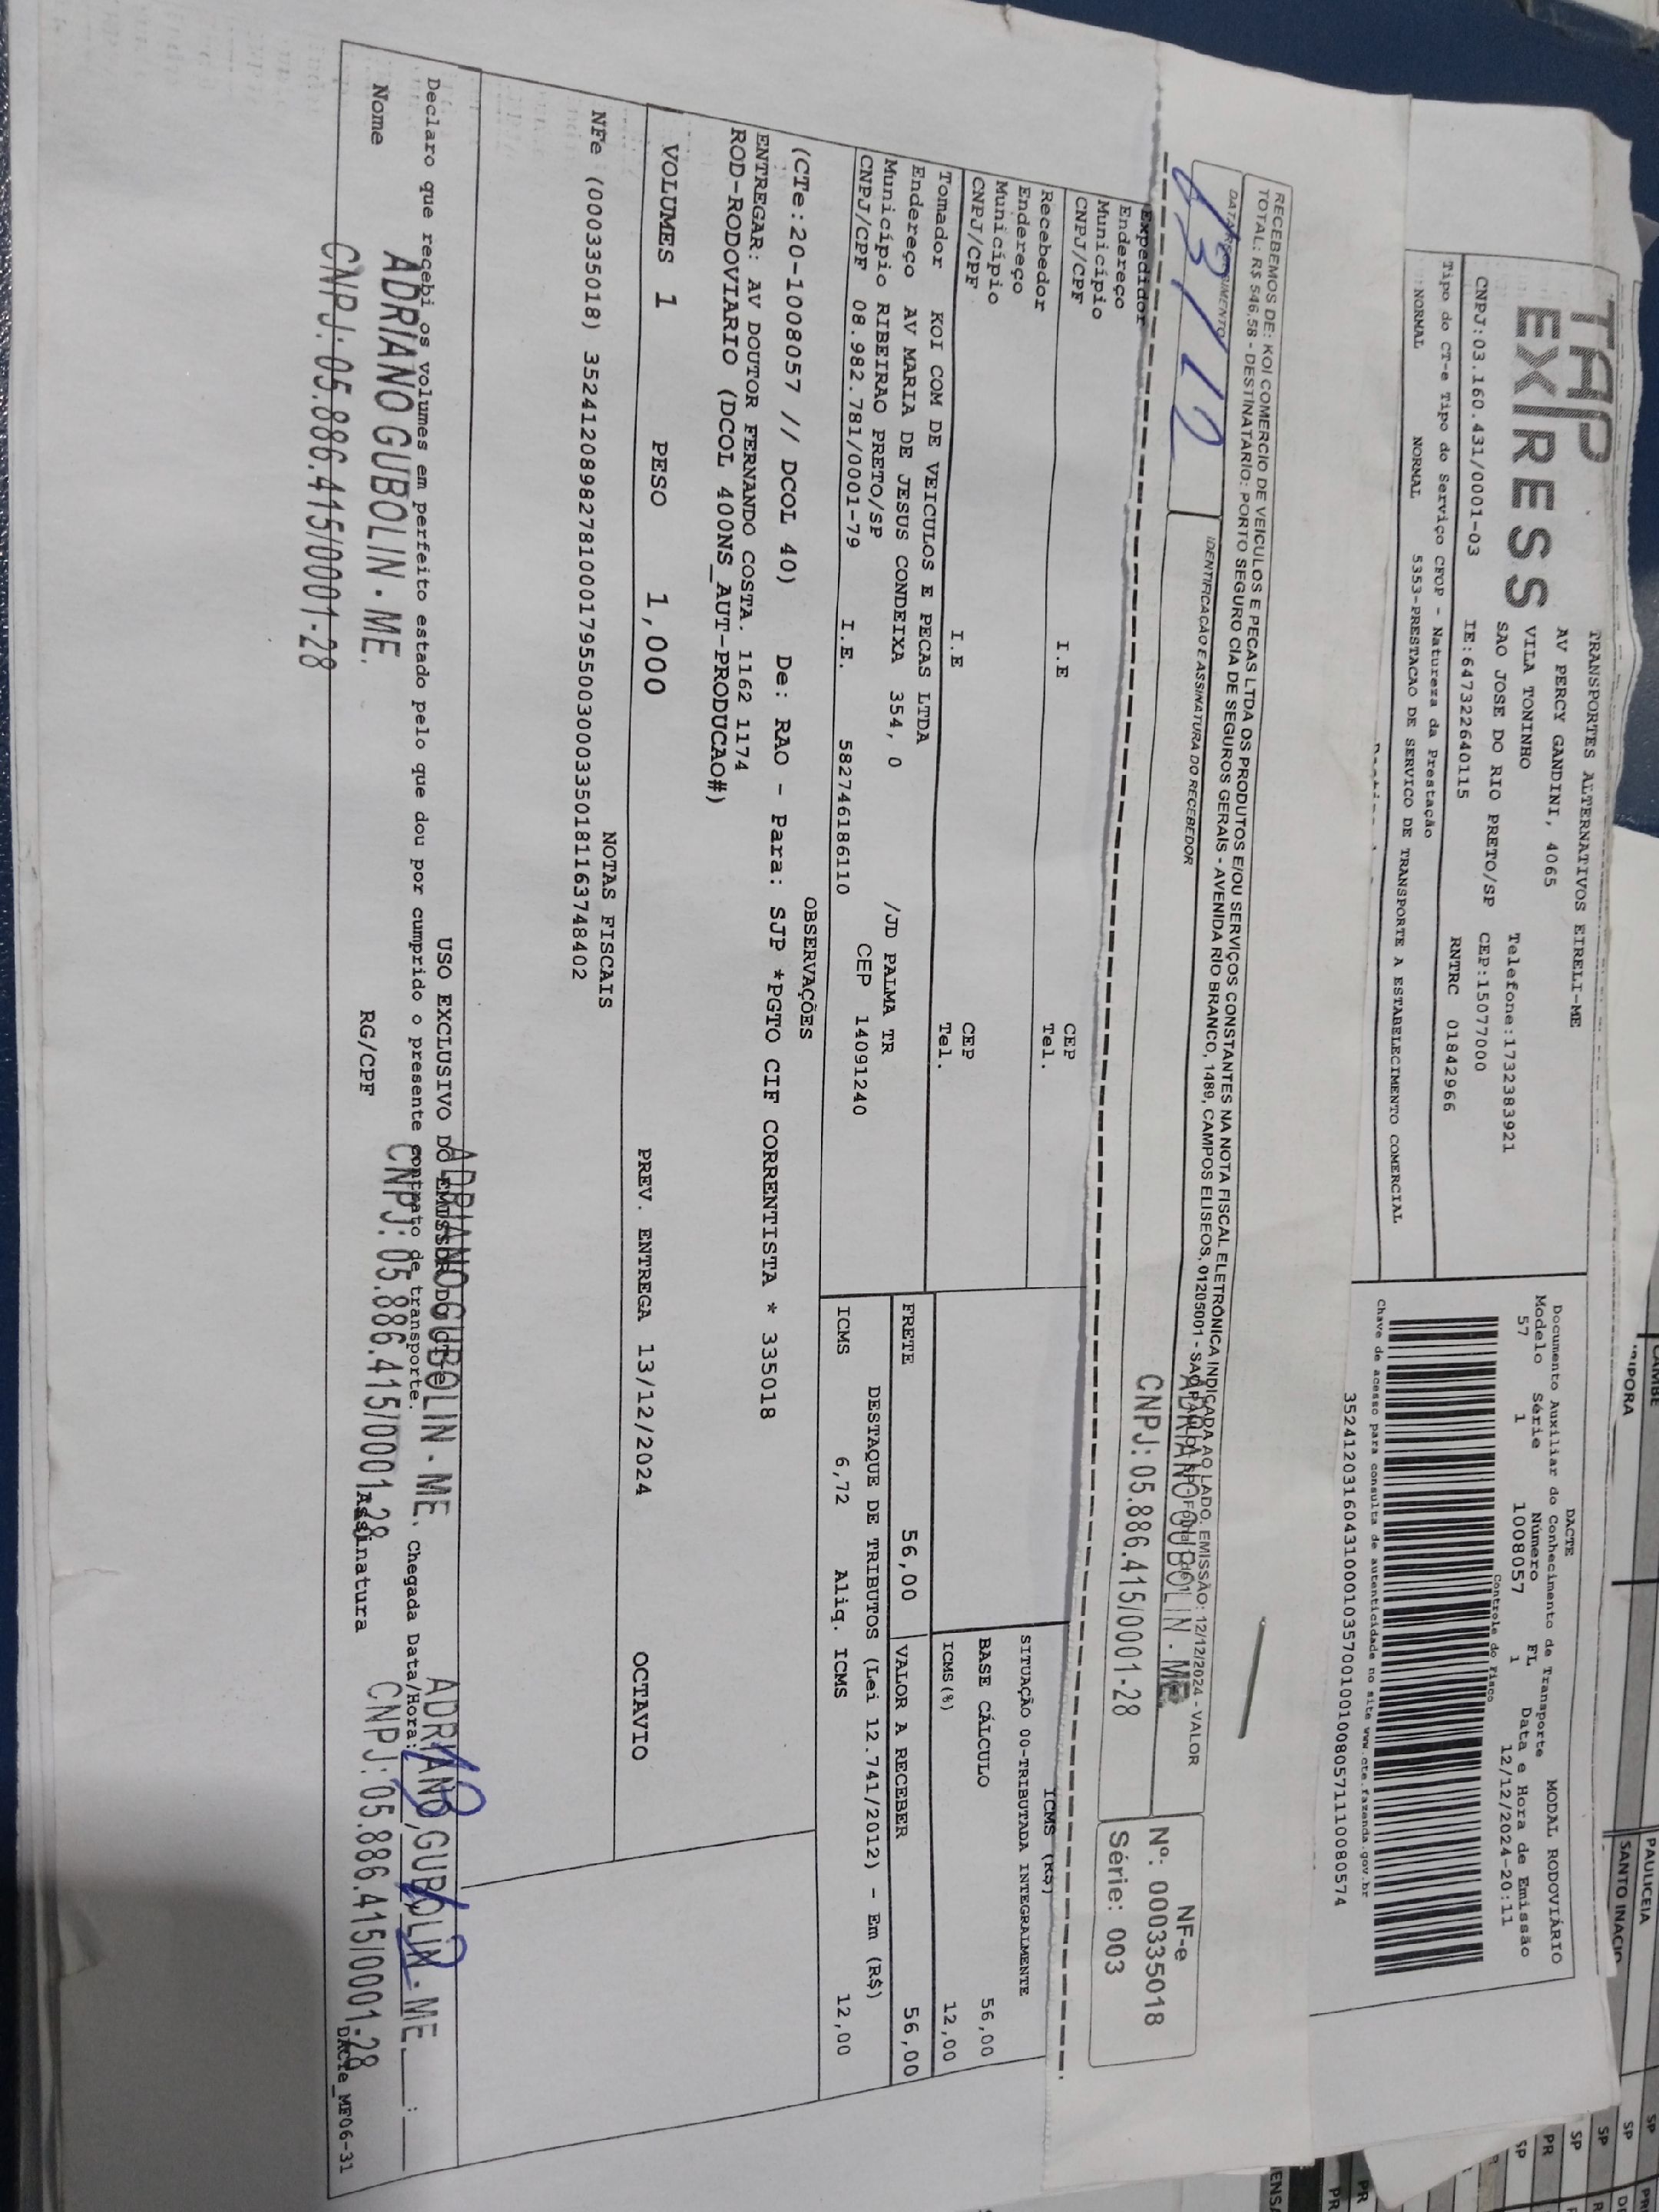 TAP
EXPRESS
TRANSPORTES ALTERNATIVOS EIRELI-ME
AV PERCY GANDINI, 4065
VILA TONINHO Telefone:1732383921
SAO JOSE DO RIO PRETO/SP CEP:15077000
CNPJ:03.160.431/0001-03 IE:647322640115 RNTRC 01842966
Tipo do CT-e Tipo do Serviço CFOP - Natureza da Prestação
NORMAL NORMAL 5353-PRESTACAO DE SERVICO DE TRANSPORTE A ESTABELECIMENTO COMERCIAL
DACTE MODAL RODOVIÁRIO
Documento Auxiliar do Conhecimento de Transporte
Modelo Série Número FL Data e Hora de Emissão
57 1 1008057 1 12/12/2024-20:11
Controle do Fisco
Chave de acesso para consulta de autenticidade no site www.cte.fazenda.gov.br
35241203160431000103570010010080571110080574
RECEBEMOS DE: KOI COMERCIO DE VEICULOS E PECAS LTDA OS PRODUTOS E/OU SERVIÇOS CONSTANTES NA NOTA FISCAL ELETRÔNICA INDICADA AO LADO. EMISSÃO: 12/12/2024 - VALOR
TOTAL: R$ 546,58 - DESTINATARIO: PORTO SEGURO CIA DE SEGUROS GERAIS - AVENIDA RIO BRANCO, 1489, CAMPOS ELISEOS, 01205001 - SAO PAULO
IDENTIFICAÇÃO E ASSINATURA DO RECEBEDOR
13/12
ADRIANO GUBOLIN - ME
CNPJ: 05.886.415/0001-28
NF-e
Nº: 000335018
Série: 003
Expedidor
Endereço
Município CEP
CNPJ/CPF I.E Tel.
Recebedor
Endereço
Município CEP
CNPJ/CPF I.E Tel.
Tomador KOI COM DE VEICULOS E PECAS LTDA
Endereço AV MARIA DE JESUS CONDEIXA 354, 0 /JD PALMA TR
Município RIBEIRAO PRETO/SP CEP 14091240
CNPJ/CPF 08.982.781/0001-79 I.E. 582746186110
ICMS (R$)
SITUAÇÃO 00-TRIBUTADA INTEGRALMENTE
BASE CÁLCULO 56,00
ICMS(%) 12,00
FRETE 56,00 VALOR A RECEBER 56,00
DESTAQUE DE TRIBUTOS (Lei 12.741/2012) - Em (R$)
ICMS 6,72 Aliq. ICMS 12,00
OBSERVAÇÕES
(CTe:20-1008057 // DCOL 40) De: RAO - Para: SJP *PGTO CIF CORRENTISTA * 335018
ENTREGAR: AV DOUTOR FERNANDO COSTA. 1162 1174
ROD-RODOVIARIO (DCOL 400NS_AUT-PRODUCAO#)
VOLUMES 1 PESO 1,000 PREV. ENTREGA 13/12/2024 OCTAVIO
NOTAS FISCAIS
NFe (000335018) 35241208982781000179550030003350181163748402
USO EXCLUSIVO DO EMISSOR DO CT-e
Declaro que recebi os volumes em perfeito estado pelo que dou por cumprido o presente contrato de transporte. Chegada Data/Hora:
Nome RG/CPF Assinatura
ADRIANO GUBOLIN - ME.
CNPJ: 05.886.415/0001-28
ADRIANO GUBOLIN - ME.
CNPJ: 05.886.415/0001-28
ADRIANO GUBOLIN - ME
CNPJ: 05.886.415/0001-28
DACTe_MF06-31
CAMBE
PAULICEIA
SANTO INACIO